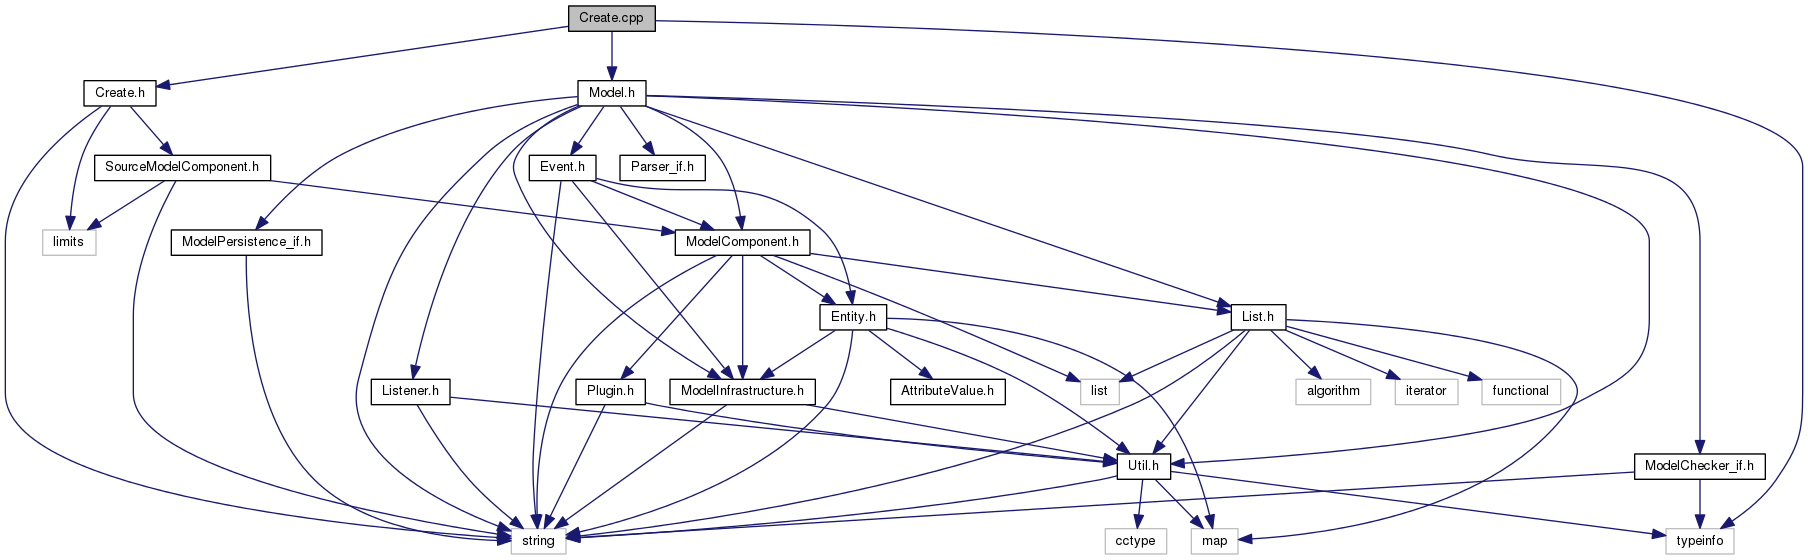 Create.cpp
Create.h
Model.h
SourceModelComponent.h
Event.h
Parser_if.h
limits
ModelPersistence_if.h
ModelComponent.h
Entity.h
List.h
Listener.h
Plugin.h
ModelInfrastructure.h
AttributeValue.h
list
algorithm
iterator
functional
Util.h
ModelChecker_if.h
string
cctype
map
typeinfo